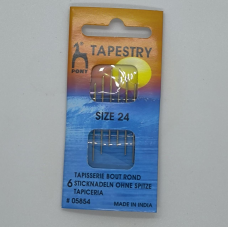 TAPESTRY
PONY
SIZE 24
TAPISSERIE BOUT ROND
6 STICKNADELN OHNE SPITZE
TAPICERIA
# 05854
MADE IN INDIA